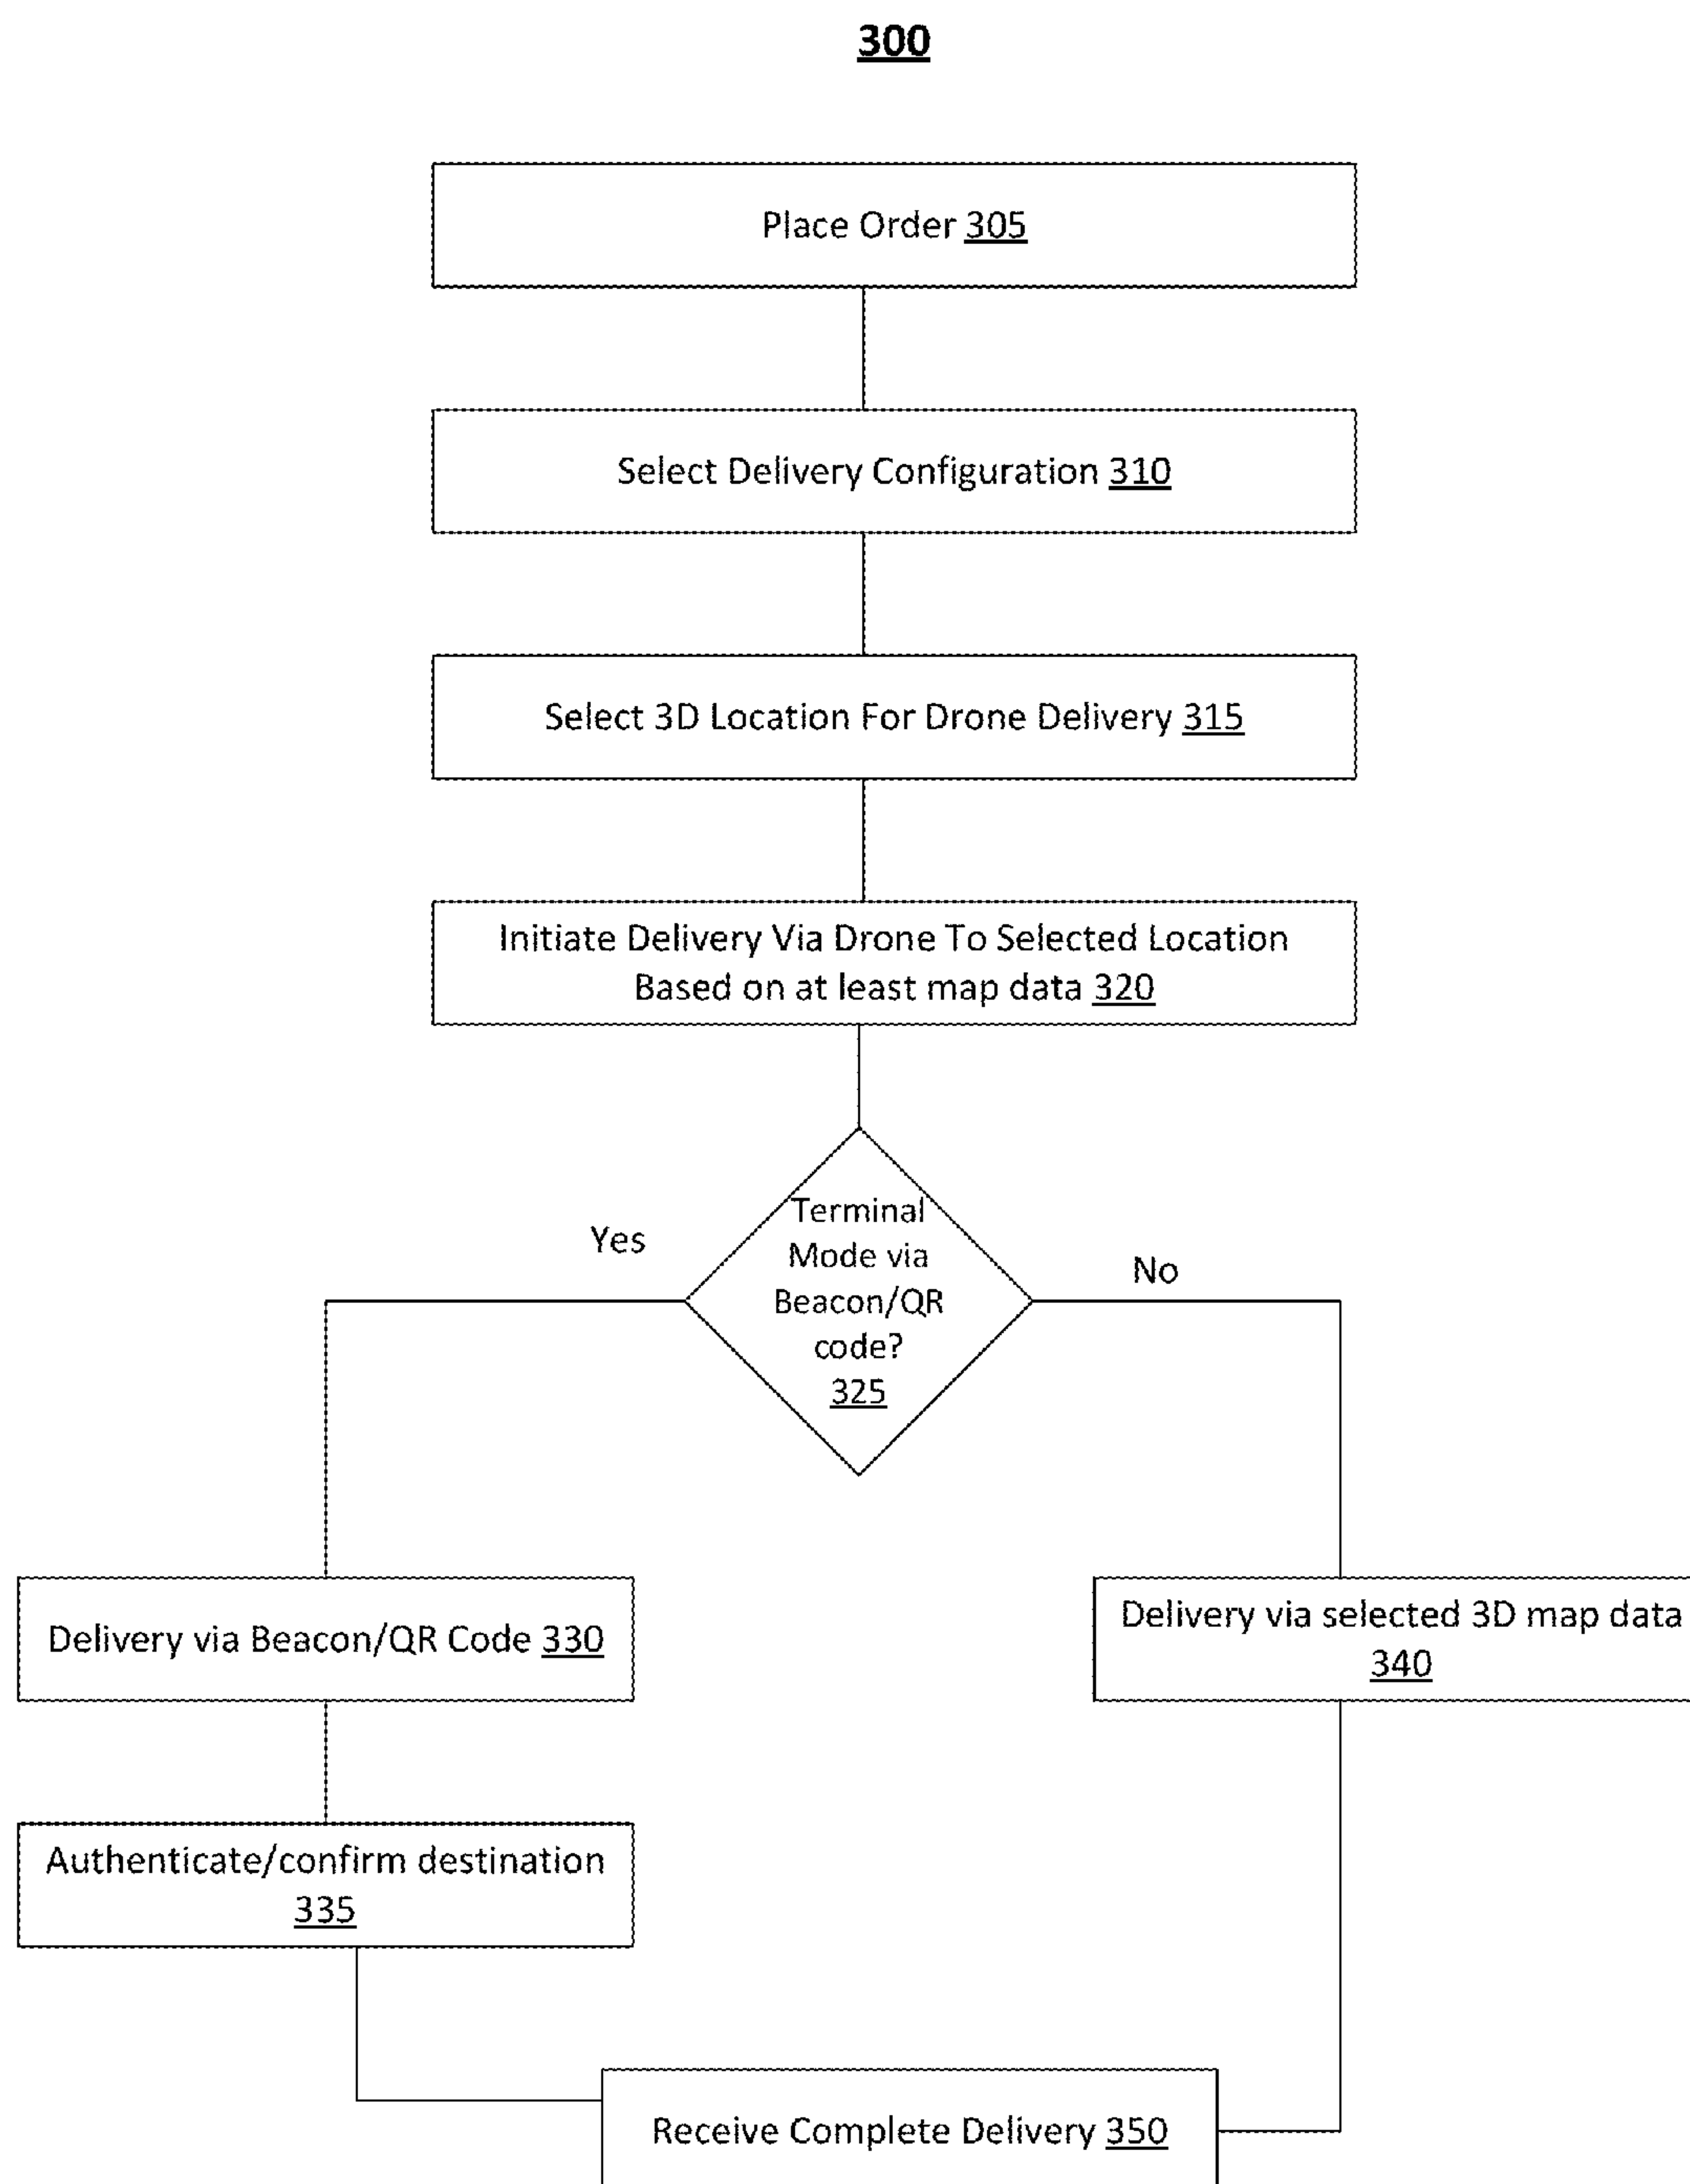 300
Place Order 305
Select Delivery Configuration 310
Select 3D Location For Drone Delivery 315
Initiate Delivery Via Drone To Selected Location
Based on at least map data 320
Terminal
Mode via
Beacon/QR
code?
325
Yes
No
Delivery via Beacon/QR Code 330
Delivery via selected 3D map data
340
Authenticate/confirm destination
335
Receive Complete Delivery 350